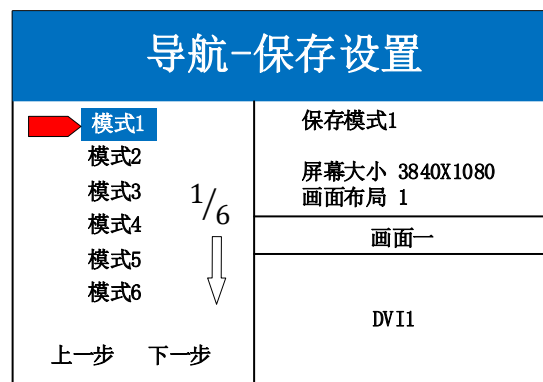 导航-保存设置
模式1
模式2
模式3
模式4
模式5
模式6
1/6
上一步 下一步
保存模式1
屏幕大小 3840X1080
画面布局 1
画面一
DVI1